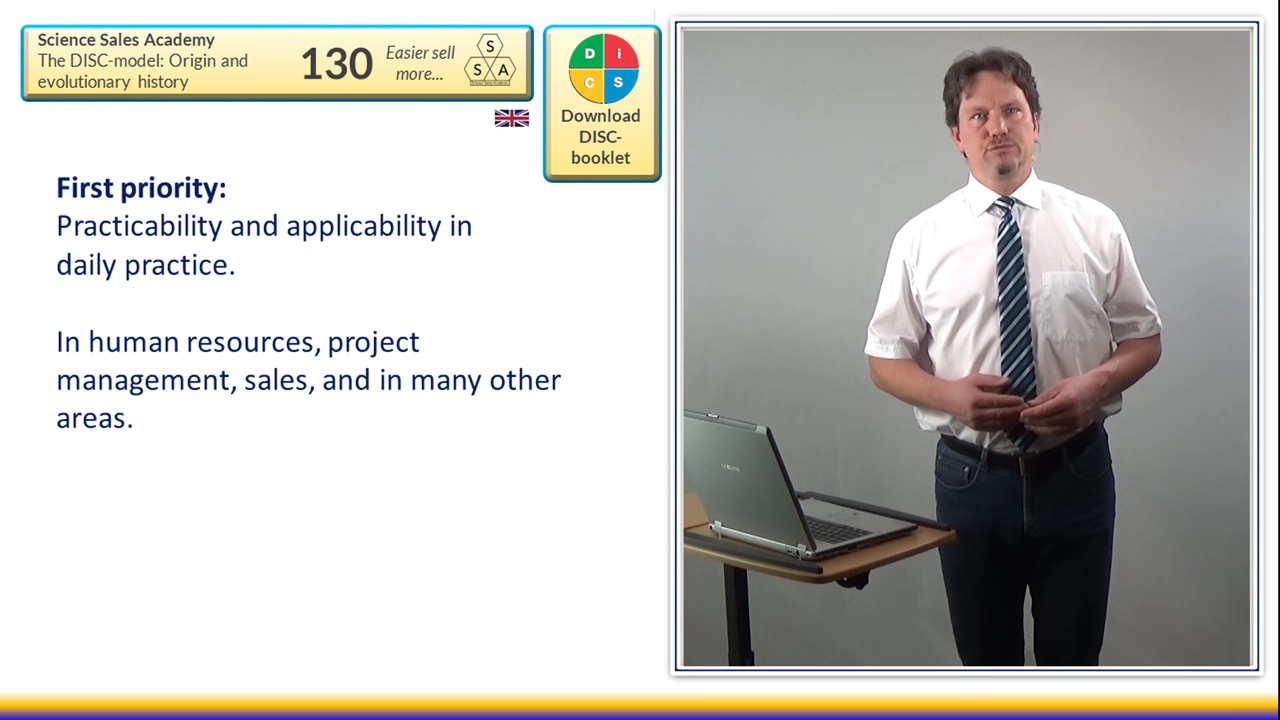 Science Sales Academy
The DISC-model: Origin and
evolutionary history
130
Easier sell
more...
S
S A
D i
C S
Download
DISC-
booklet
First priority:
Practicability and applicability in
daily practice.
In human resources, project
management, sales, and in many other
areas.
SAMSUNG